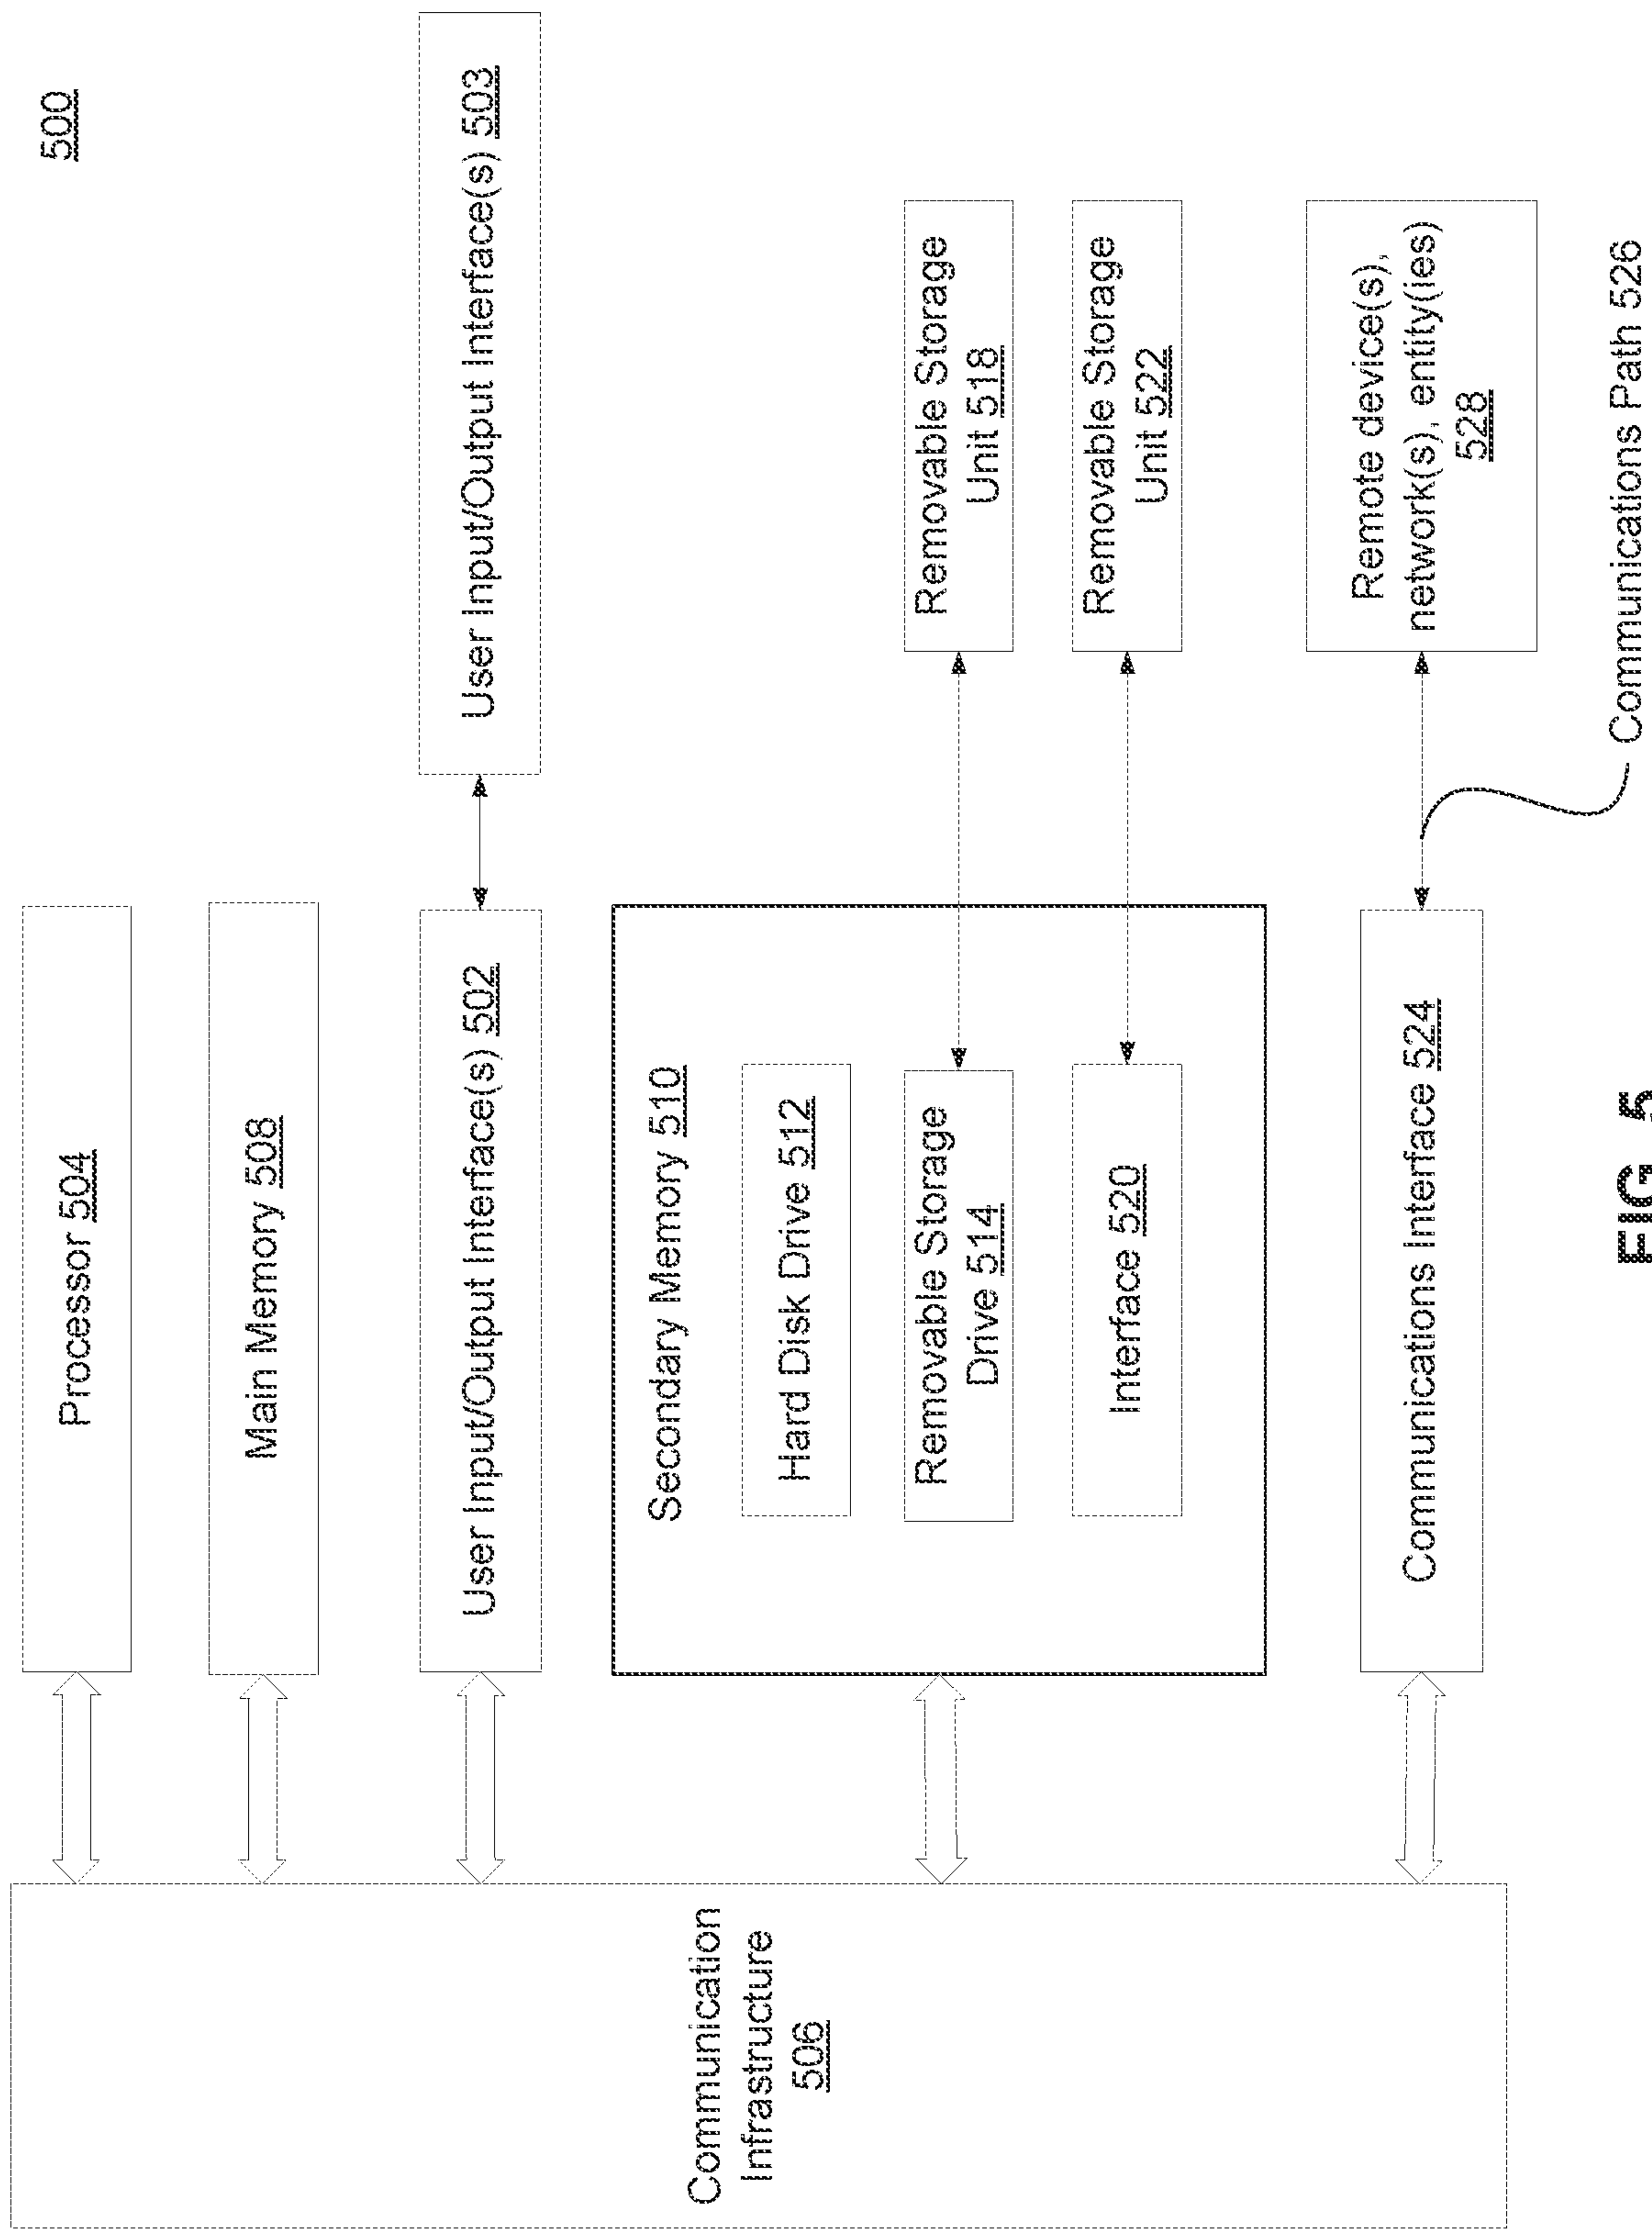 500
Processor 504
Main Memory 508
User Input/Output Interface(s) 502
User Input/Output Interface(s) 503
Communication
Infrastructure
506
Secondary Memory 510
Hard Disk Drive 512
Removable Storage
Drive 514
Removable Storage
Unit 518
Interface 520
Removable Storage
Unit 522
Communications Interface 524
Remote device(s),
network(s), entity(ies)
528
Communications Path 526
FIG. 5